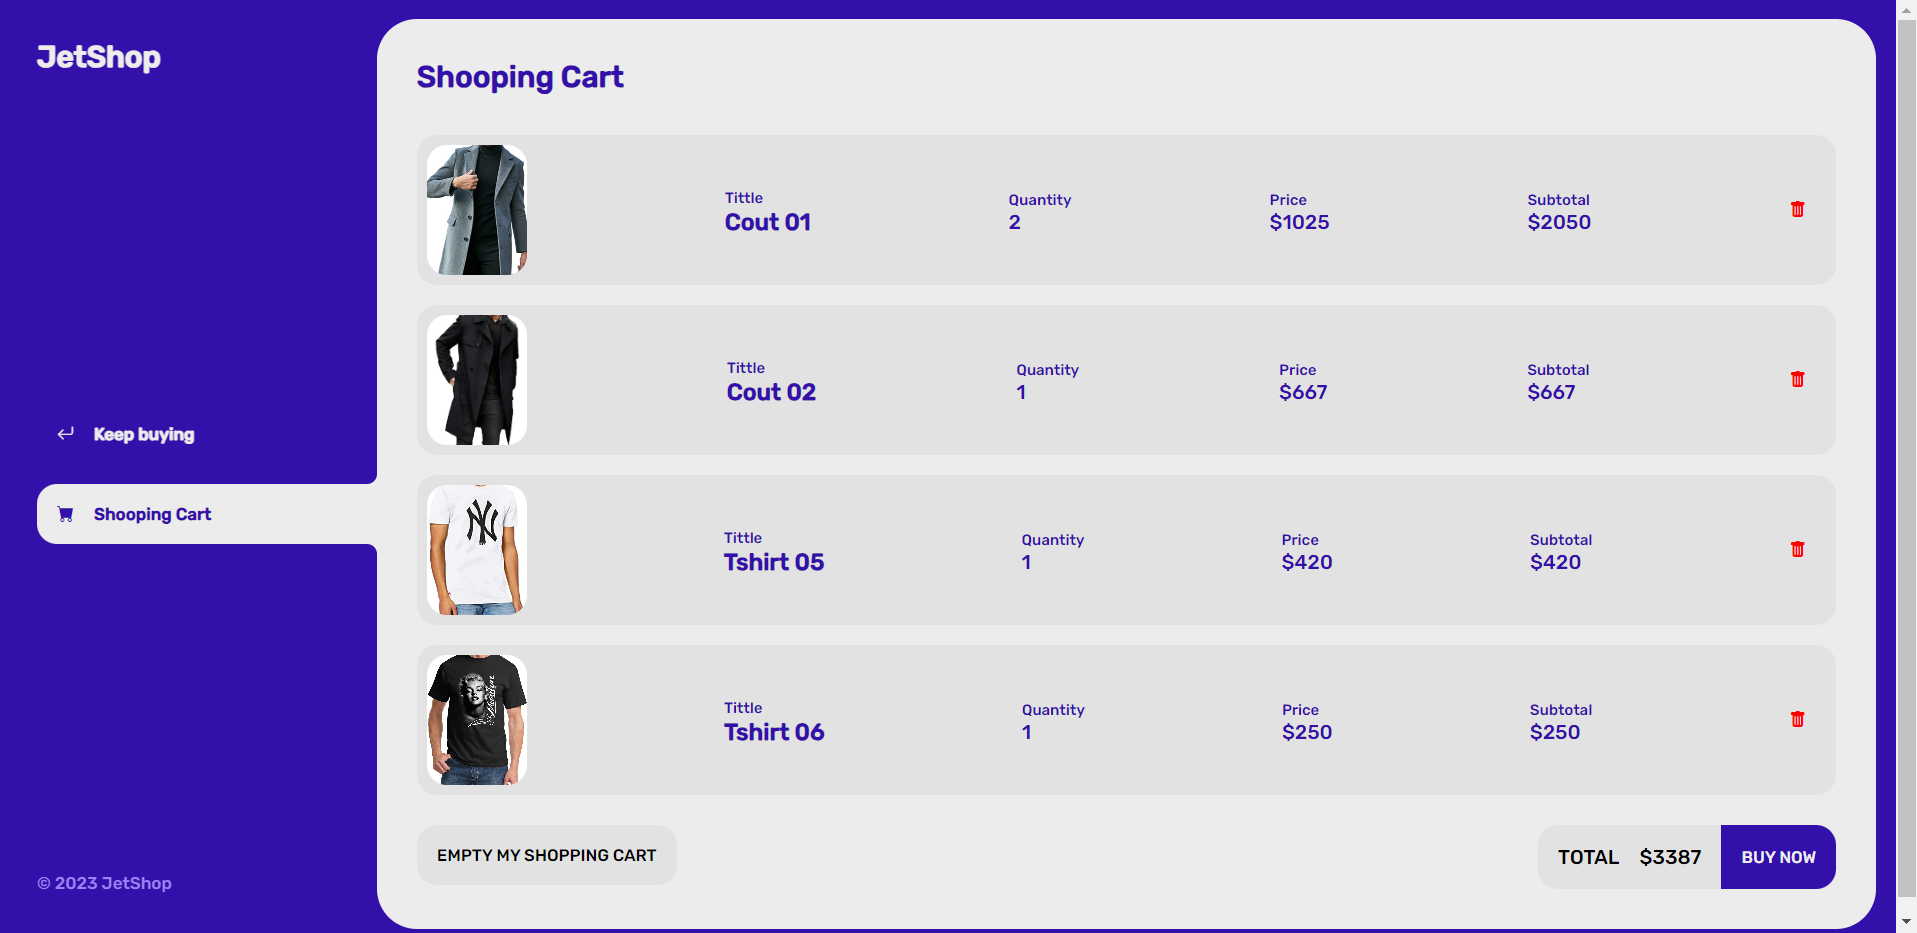 JetShop
Keep buying
Shooping Cart
© 2023 JetShop
Shooping Cart
Tittle
Cout 01
Quantity
2
Price
$1025
Subtotal
$2050
Tittle
Cout 02
Quantity
1
Price
$667
Subtotal
$667
Tittle
Tshirt 05
Quantity
1
Price
$420
Subtotal
$420
Tittle
Tshirt 06
Quantity
1
Price
$250
Subtotal
$250
EMPTY MY SHOPPING CART
TOTAL $3387
BUY NOW